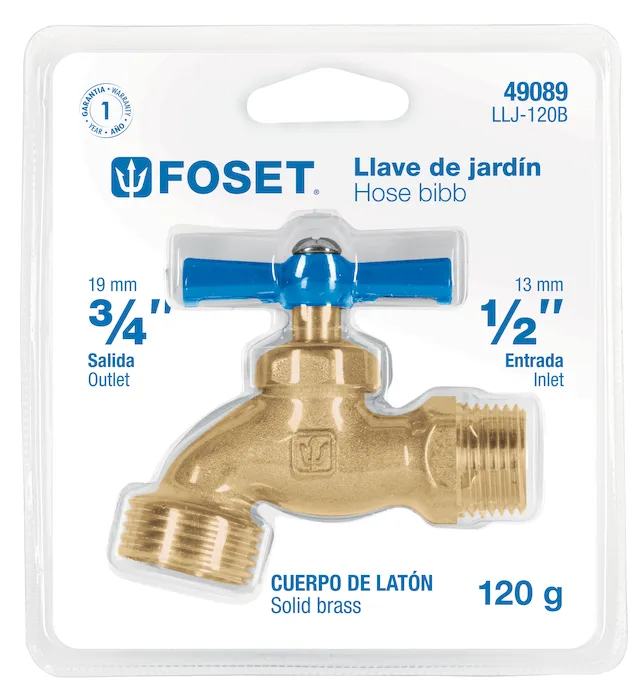 GARANTIA • WARRANTY
1
YEAR • AÑO
49089
LLJ-120B
FOSET®
Llave de jardín
Hose bibb
19 mm
3/4"
Salida
Outlet
13 mm
1/2"
Entrada
Inlet
CUERPO DE LATÓN
Solid brass
120 g